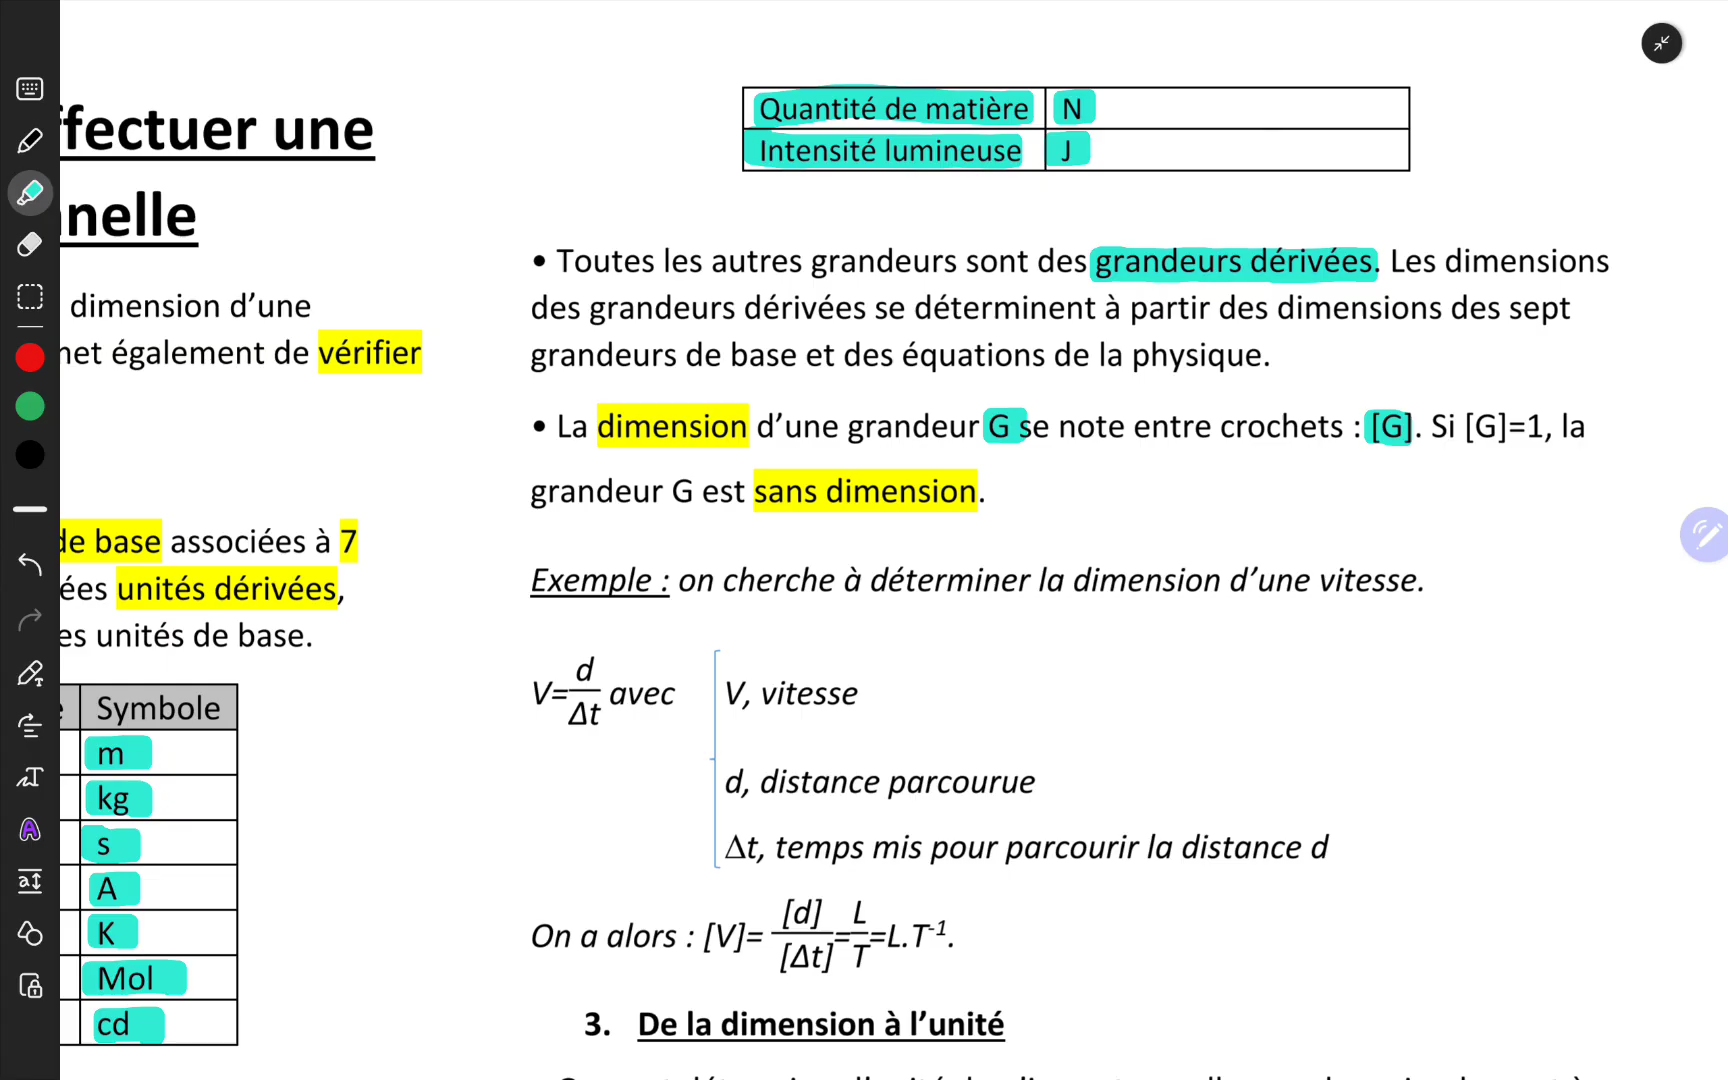 ffectuer une
nnelle
dimension d’une
net également de vérifier
de base associées à 7
ées unités dérivées,
es unités de base.
e Symbole
m
kg
s
A
K
Mol
cd
Quantité de matière N
Intensité lumineuse J
• Toutes les autres grandeurs sont des grandeurs dérivées. Les dimensions
des grandeurs dérivées se déterminent à partir des dimensions des sept
grandeurs de base et des équations de la physique.
• La dimension d’une grandeur G se note entre crochets : [G]. Si [G]=1, la
grandeur G est sans dimension.
Exemple : on cherche à déterminer la dimension d’une vitesse.
V=d/Δt avec V, vitesse
d, distance parcourue
Δt, temps mis pour parcourir la distance d
On a alors : [V]= [d]/[Δt]=L/T=L.T⁻¹.
3. De la dimension à l’unité